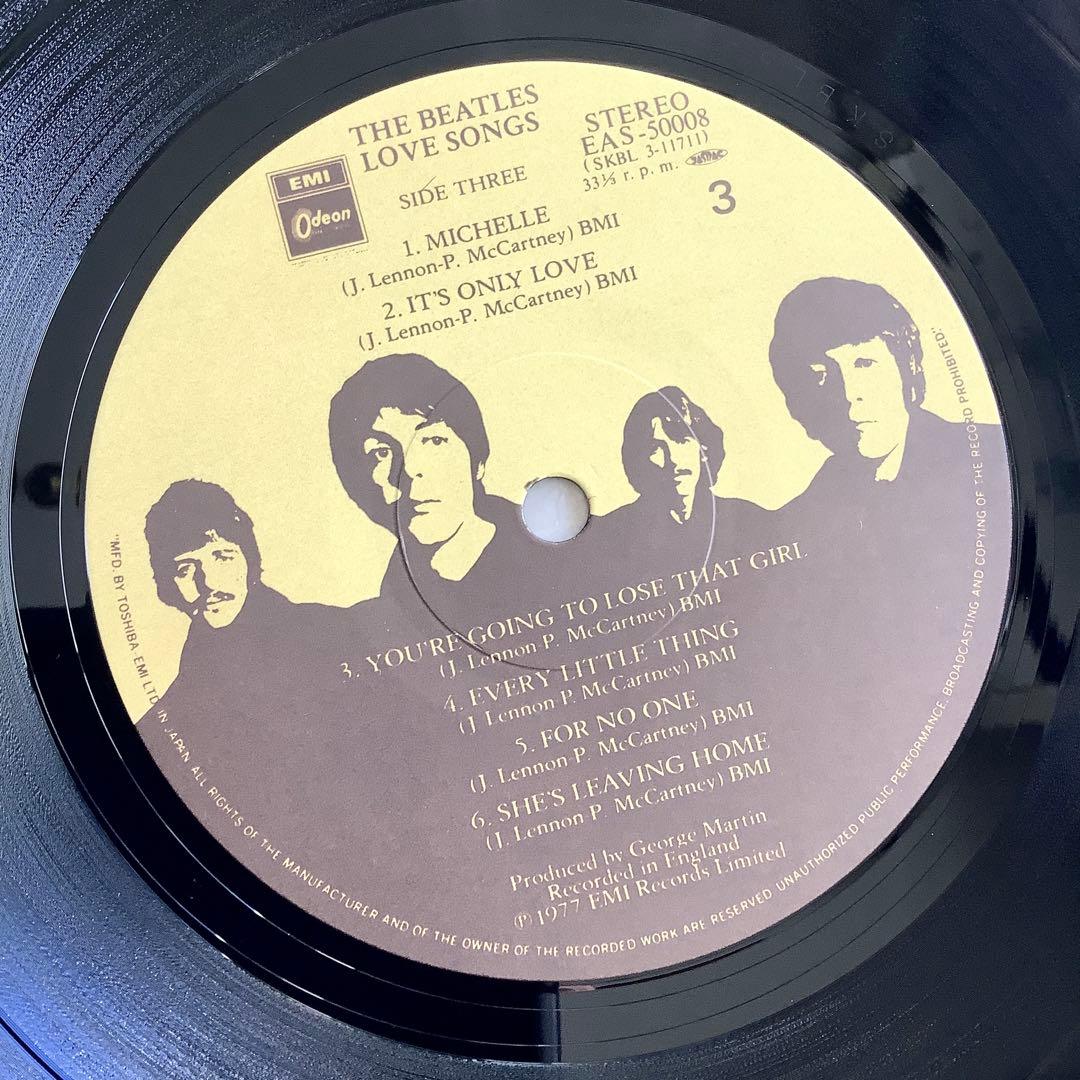 THE BEATLES
LOVE SONGS
STEREO
EAS-50008
(SKBL 3-11711)
33⅓ r. p. m.
JASRAC
EMI
Odeon
SIDE THREE
3
1. MICHELLE
(J. Lennon-P. McCartney) BMI
2. IT'S ONLY LOVE
(J. Lennon-P. McCartney) BMI
3. YOU'RE GOING TO LOSE THAT GIRL
(J. Lennon-P. McCartney) BMI
4. EVERY LITTLE THING
(J. Lennon-P. McCartney) BMI
5. FOR NO ONE
(J. Lennon-P. McCartney) BMI
6. SHE'S LEAVING HOME
(J. Lennon-P. McCartney) BMI
Produced by George Martin
Recorded in England
℗ 1977 EMI Records Limited
"MFD. BY TOSHIBA-EMI LTD. IN JAPAN ALL RIGHTS OF THE MANUFACTURER AND OF THE OWNER OF THE RECORDED WORK ARE RESERVED UNAUTHORIZED PUBLIC PERFORMANCE, BROADCASTING AND COPYING OF THE RECORD PROHIBITED."